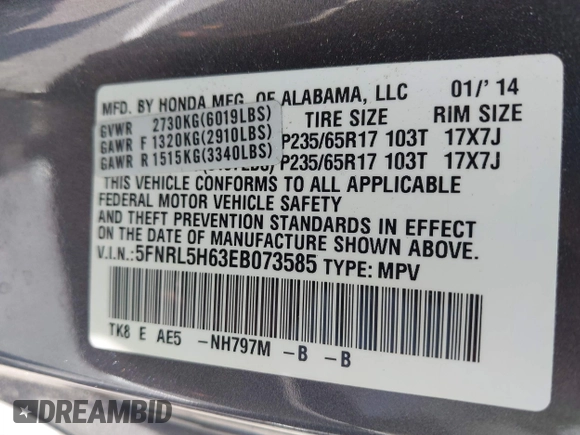 MFD. BY HONDA MFG. OF ALABAMA, LLC 01/' 14
TIRE SIZE RIM SIZE
GVWR 2730KG(6019LBS)
GAWR F 1320KG(2910LBS) P235/65R17 103T 17X7J
GAWR R 1515KG(3340LBS) P235/65R17 103T 17X7J
THIS VEHICLE CONFORMS TO ALL APPLICABLE
FEDERAL MOTOR VEHICLE SAFETY
AND THEFT PREVENTION STANDARDS IN EFFECT
ON THE DATE OF MANUFACTURE SHOWN ABOVE.
V.I.N.:5FNRL5H63EB073585 TYPE: MPV
TK8 E AE5 -NH797M -B -B
DREAMBID